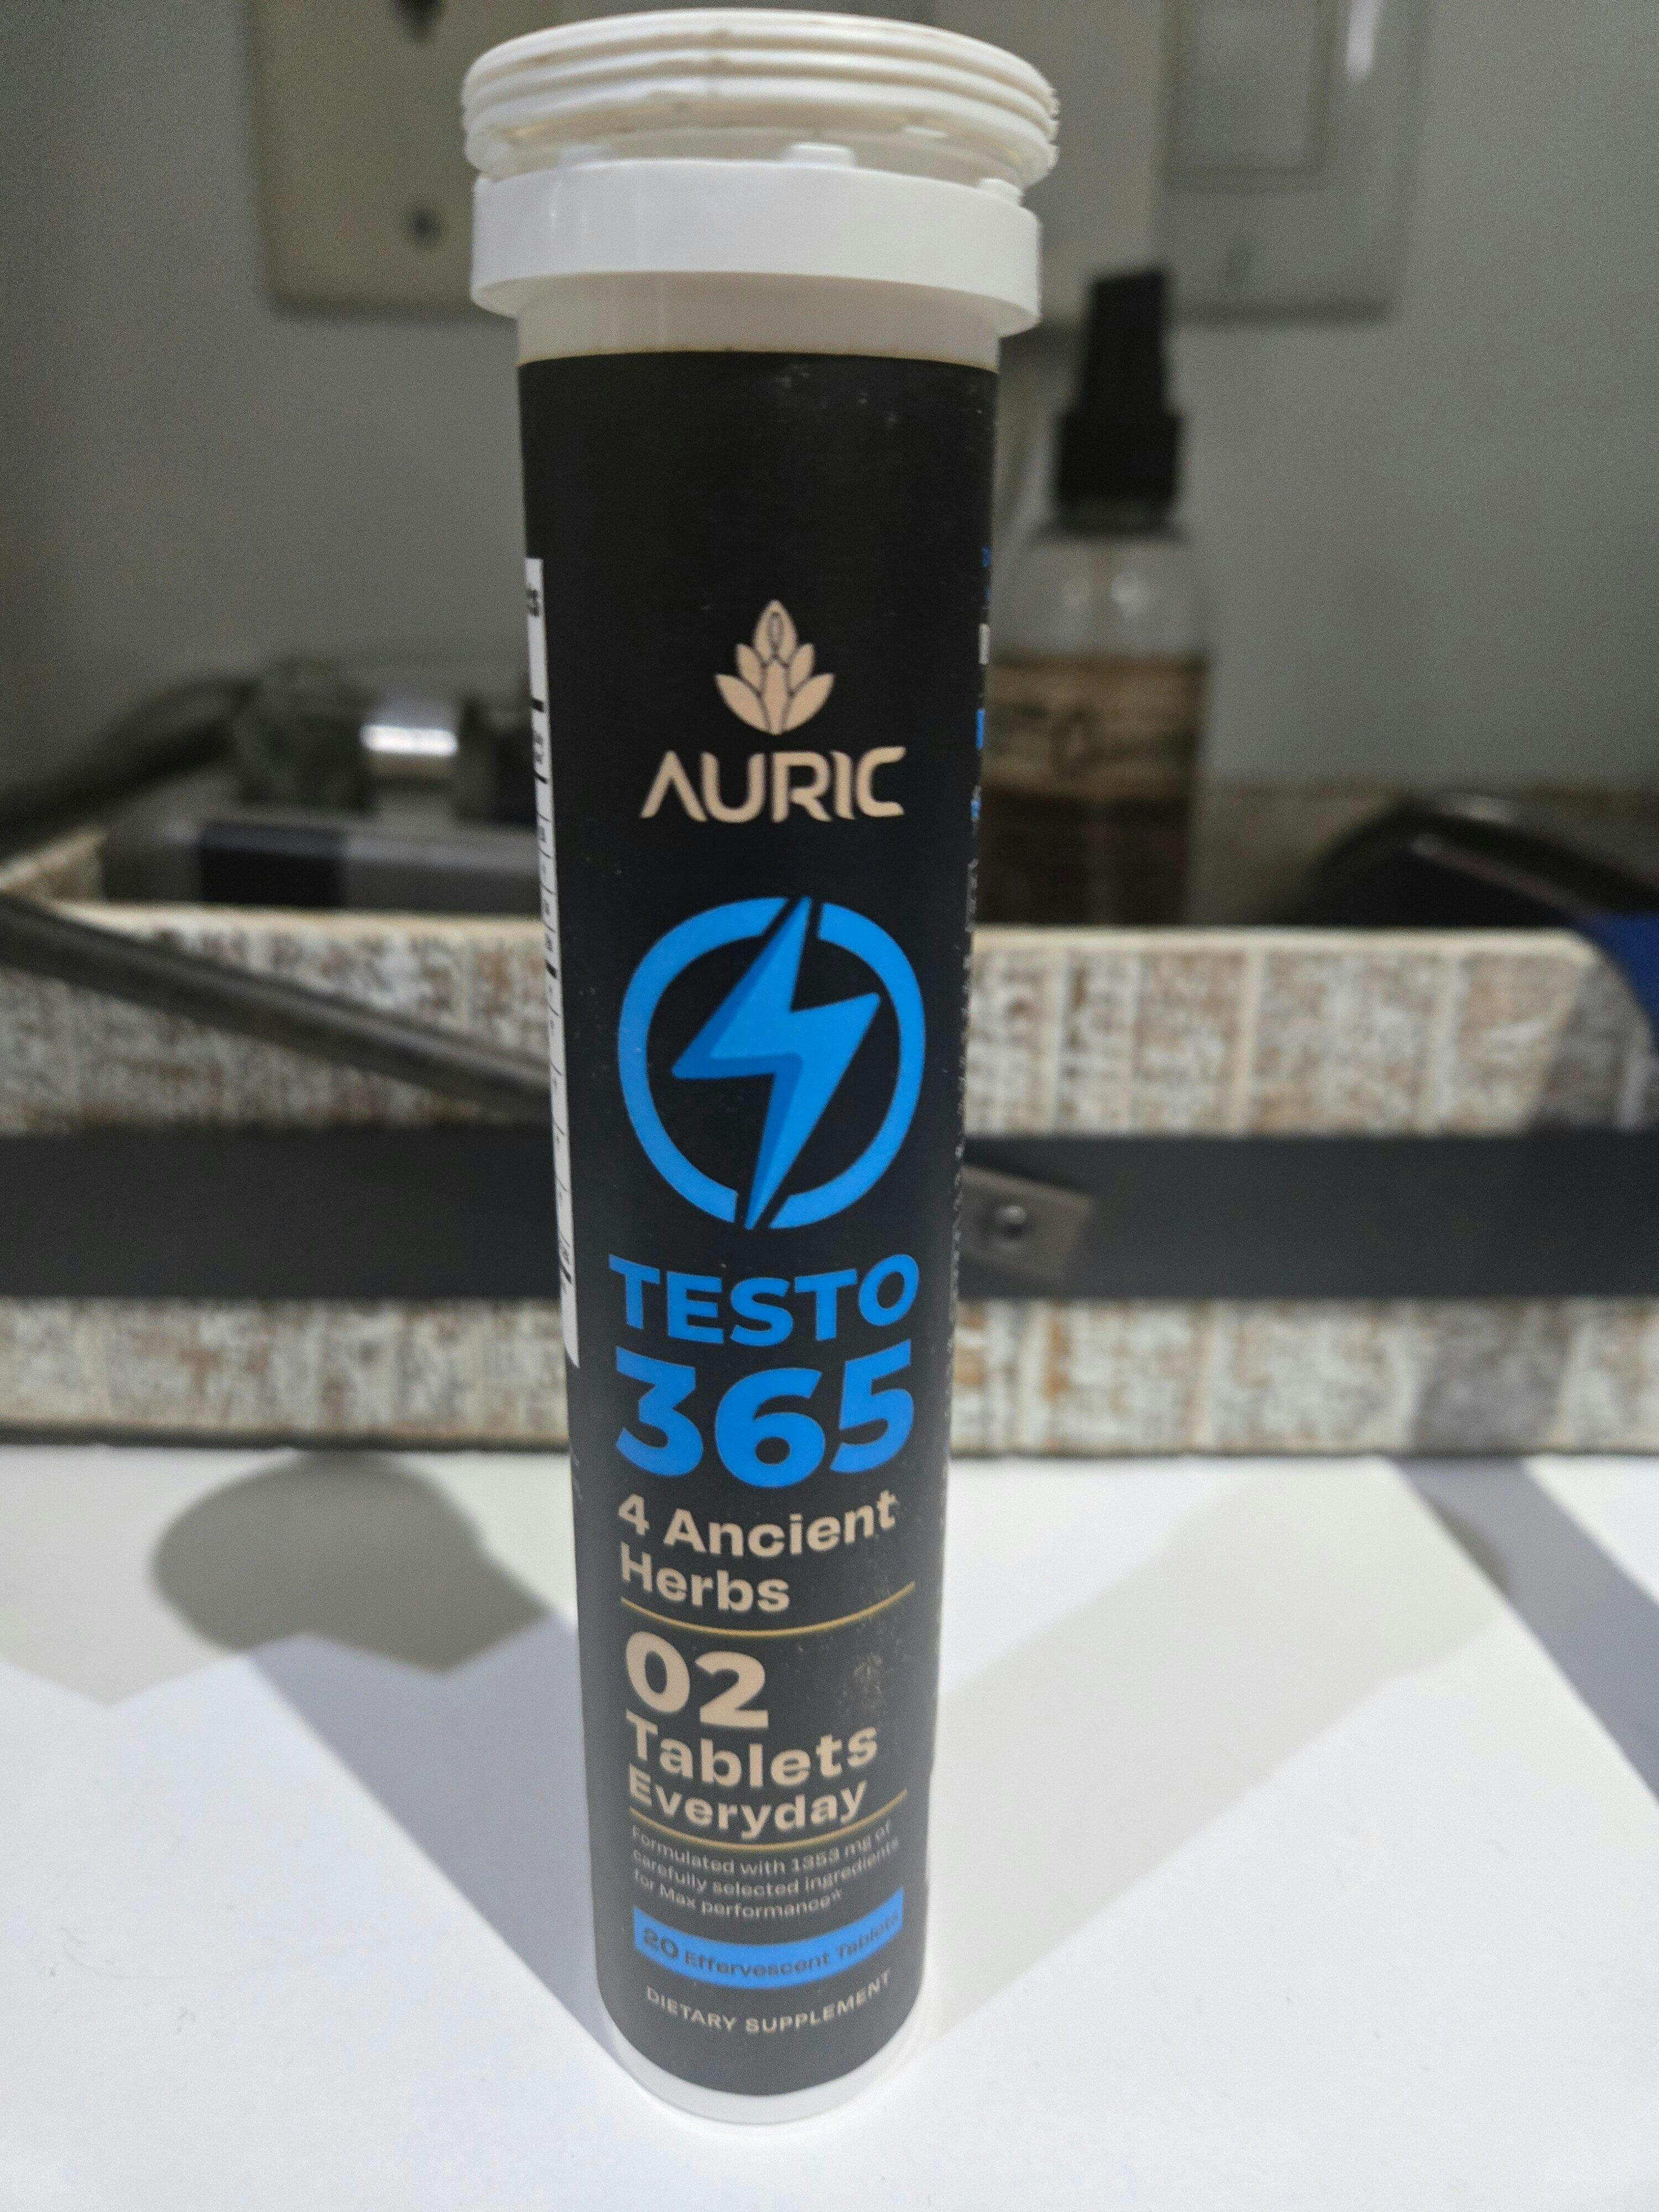 AURIC
TESTO
365
4 Ancient
Herbs
02
Tablets
Everyday
Formulated with 1353 mg of
carefully selected ingredients
for Max performance
20 Effervescent Tablets
DIETARY SUPPLEMENT